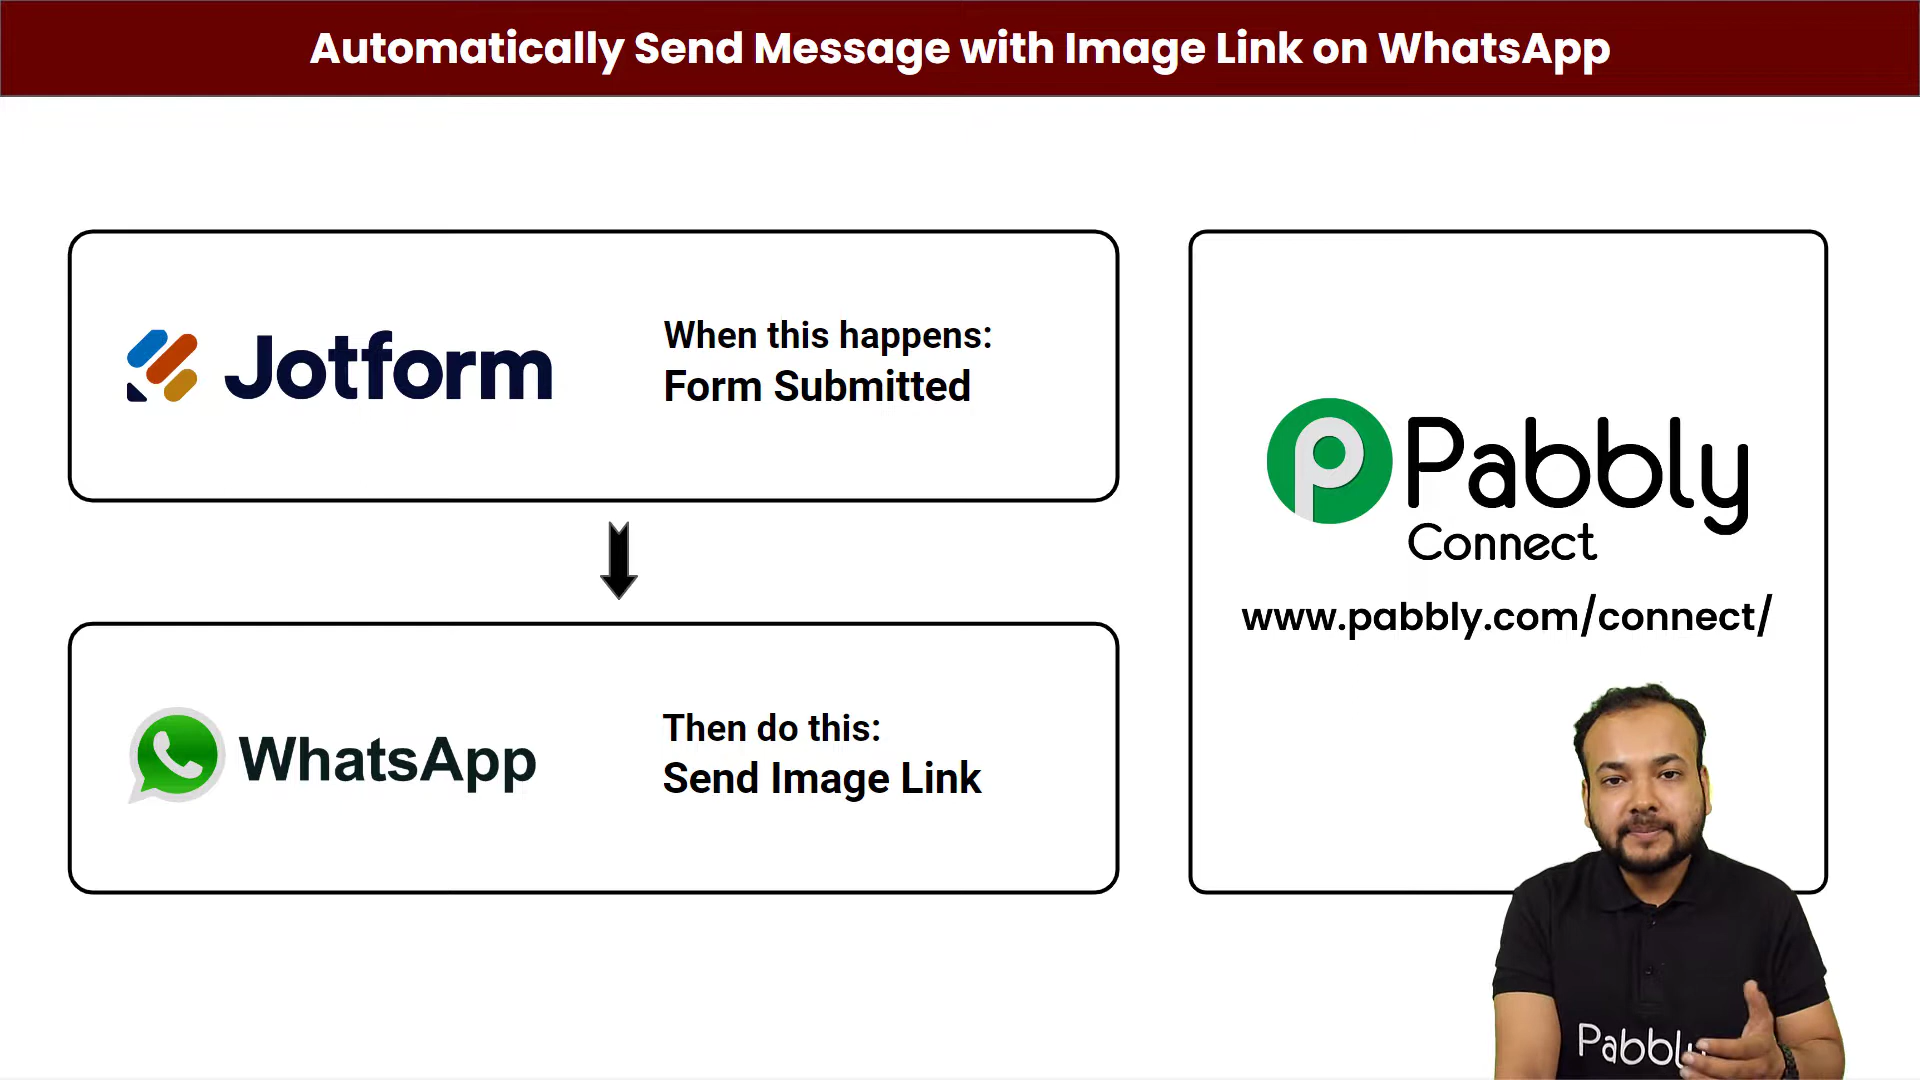 Automatically Send Message with Image Link on WhatsApp
Jotform
When this happens:
Form Submitted
WhatsApp
Then do this:
Send Image Link
Pabbly
Connect
www.pabbly.com/connect/
Pabbly